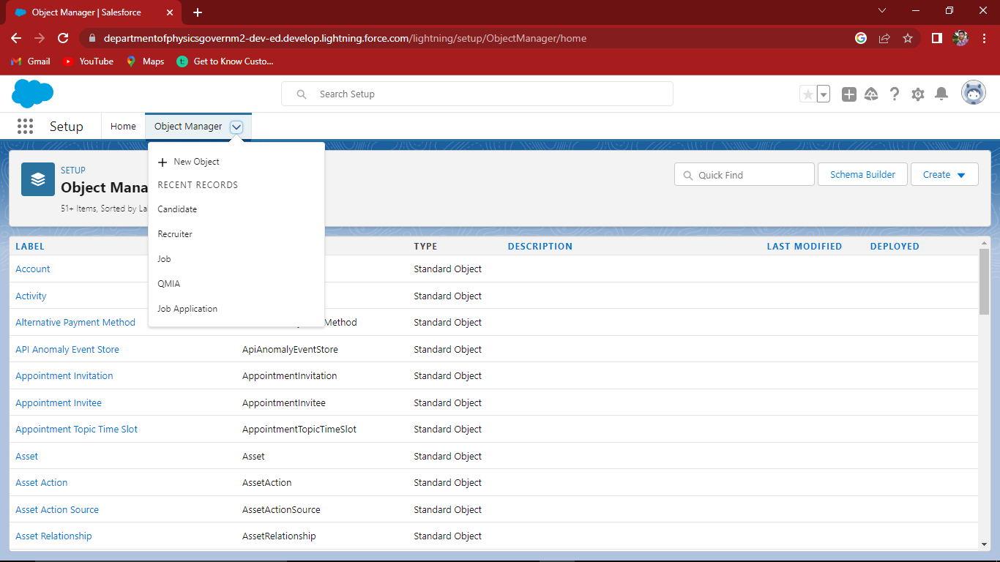 Object Manager | Salesforce
departmentofphysicsgovernm2-dev-ed.develop.lightning.force.com/lightning/setup/ObjectManager/home
Gmail YouTube Maps Get to Know Custo...
Search Setup
Setup Home Object Manager
New Object
RECENT RECORDS
Candidate
Recruiter
Job
QMIA
Job Application
SETUP
Object Mana
51+ Items, Sorted by La
Quick Find Schema Builder Create
LABEL TYPE DESCRIPTION LAST MODIFIED DEPLOYED
Account Standard Object
Activity Standard Object
Alternative Payment Method Method Standard Object
API Anomaly Event Store ApiAnomalyEventStore Standard Object
Appointment Invitation AppointmentInvitation Standard Object
Appointment Invitee AppointmentInvitee Standard Object
Appointment Topic Time Slot AppointmentTopicTimeSlot Standard Object
Asset Asset Standard Object
Asset Action AssetAction Standard Object
Asset Action Source AssetActionSource Standard Object
Asset Relationship AssetRelationship Standard Object